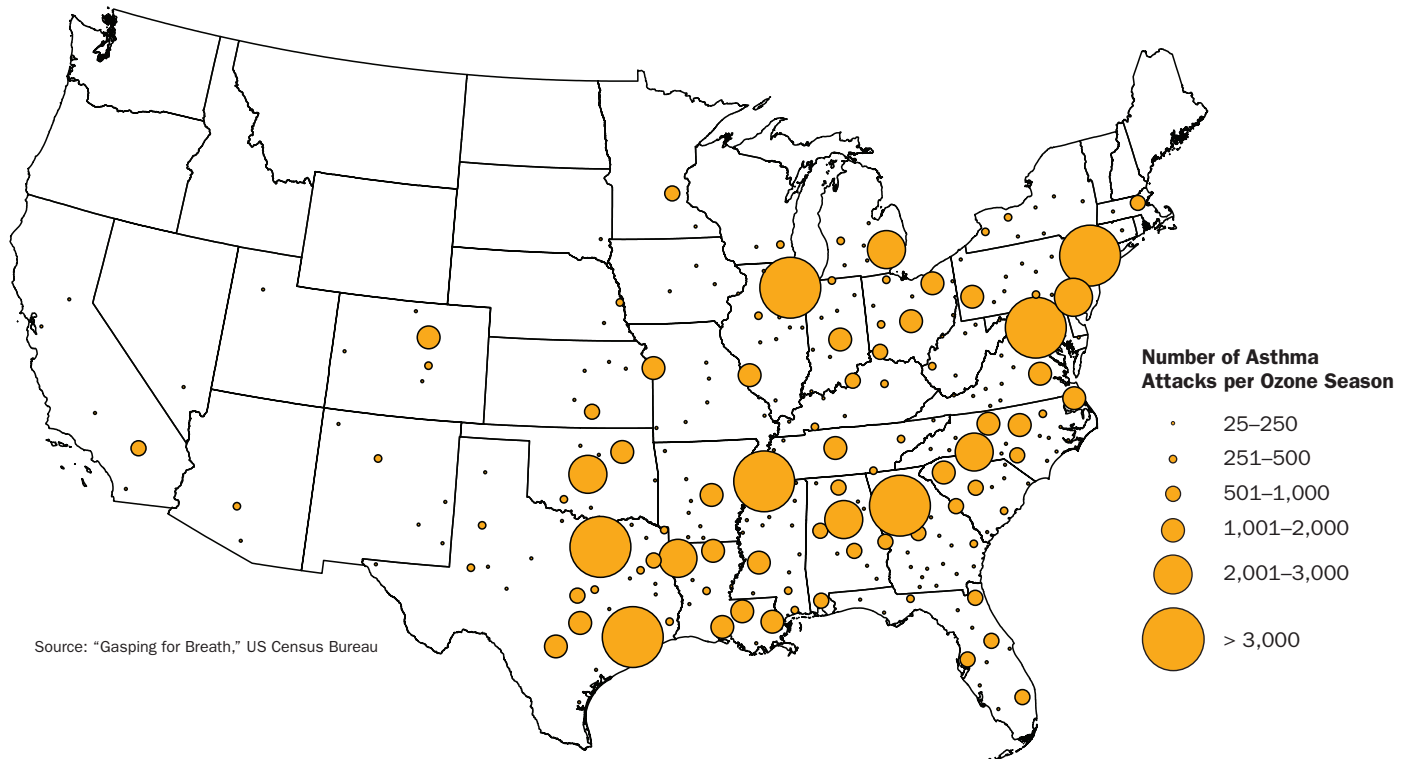 Number of Asthma
Attacks per Ozone Season
25–250
251–500
501–1,000
1,001–2,000
2,001–3,000
> 3,000
Source: “Gasping for Breath,” US Census Bureau